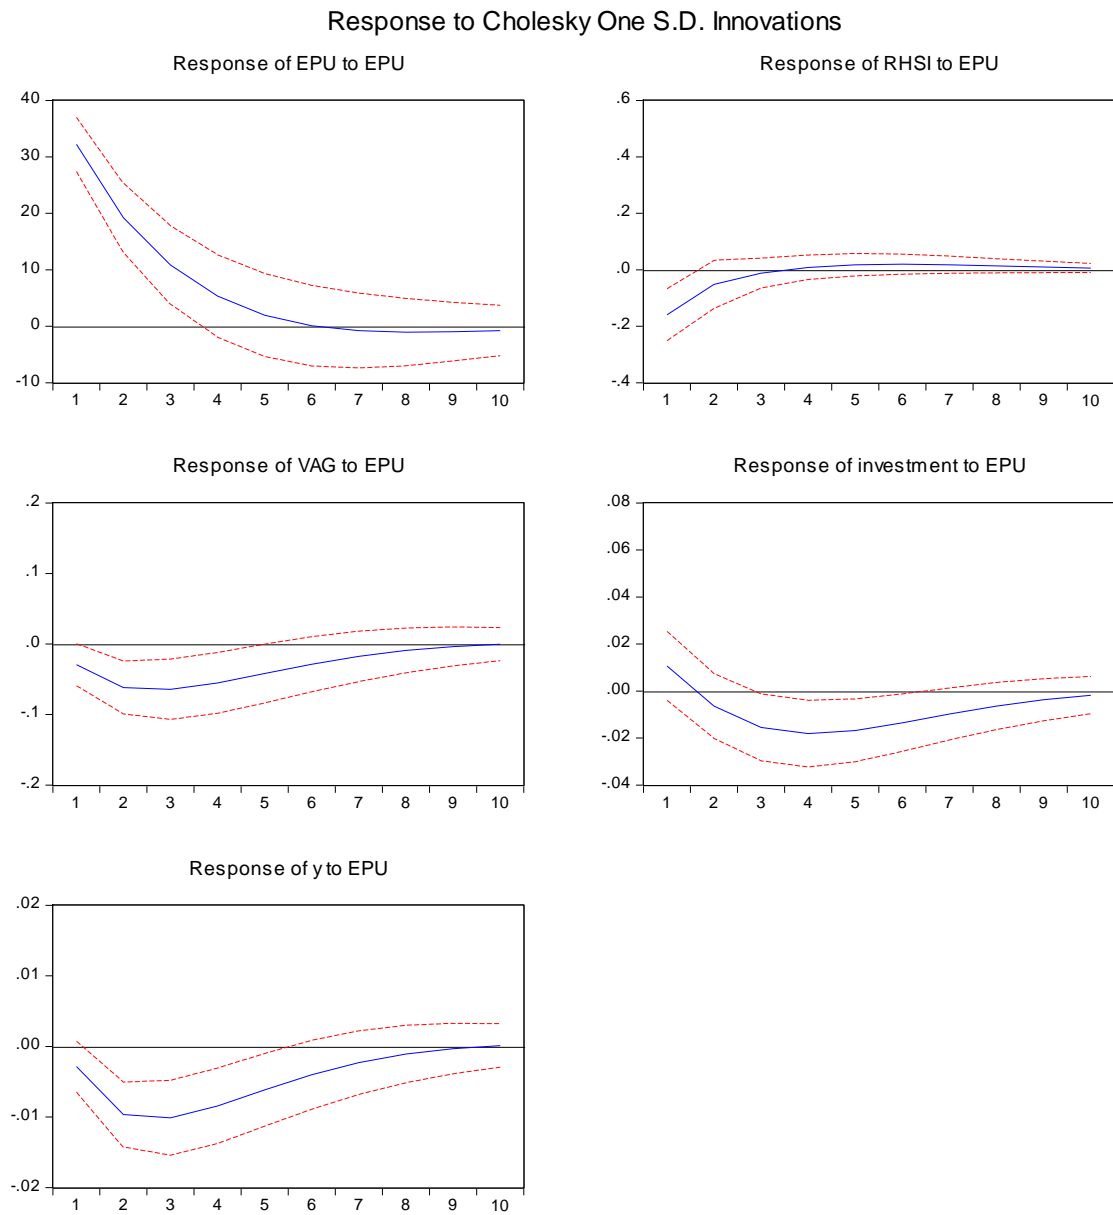 Response to Cholesky One S.D. Innovations
Response of EPU to EPU
40
30
20
10
0
-10
1 2 3 4 5 6 7 8 9 10
Response of RHSI to EPU
.6
.4
.2
.0
-.2
-.4
1 2 3 4 5 6 7 8 9 10
Response of VAG to EPU
.2
.1
.0
-.1
-.2
1 2 3 4 5 6 7 8 9 10
Response of investment to EPU
.08
.06
.04
.02
.00
-.02
-.04
1 2 3 4 5 6 7 8 9 10
Response of y to EPU
.02
.01
.00
-.01
-.02
1 2 3 4 5 6 7 8 9 10